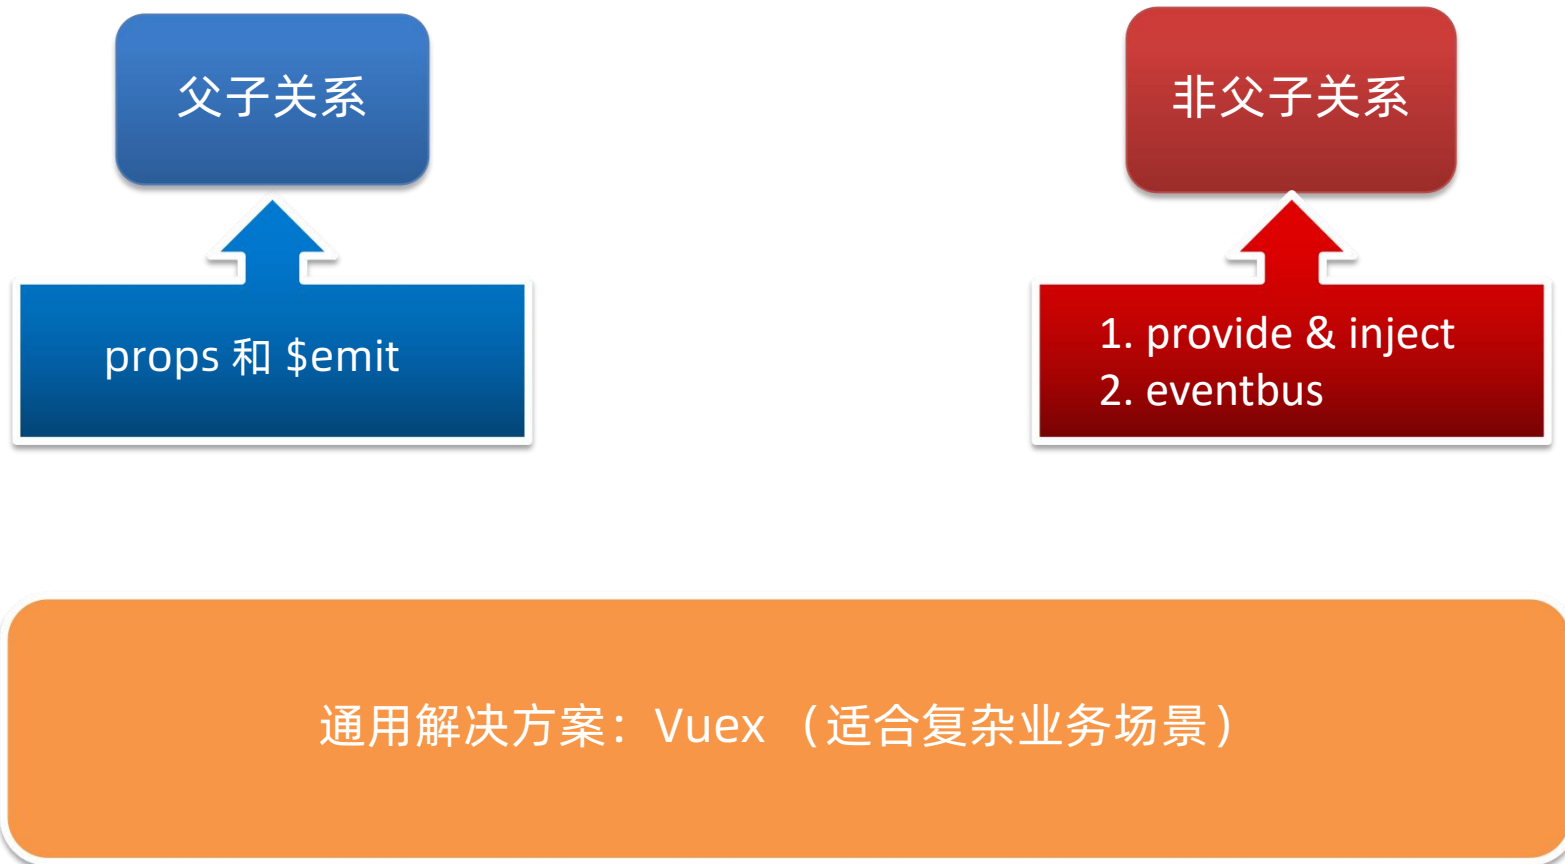 父子关系
非父子关系
props 和 $emit
1. provide & inject
2. eventbus
通用解决方案：Vuex （适合复杂业务场景）